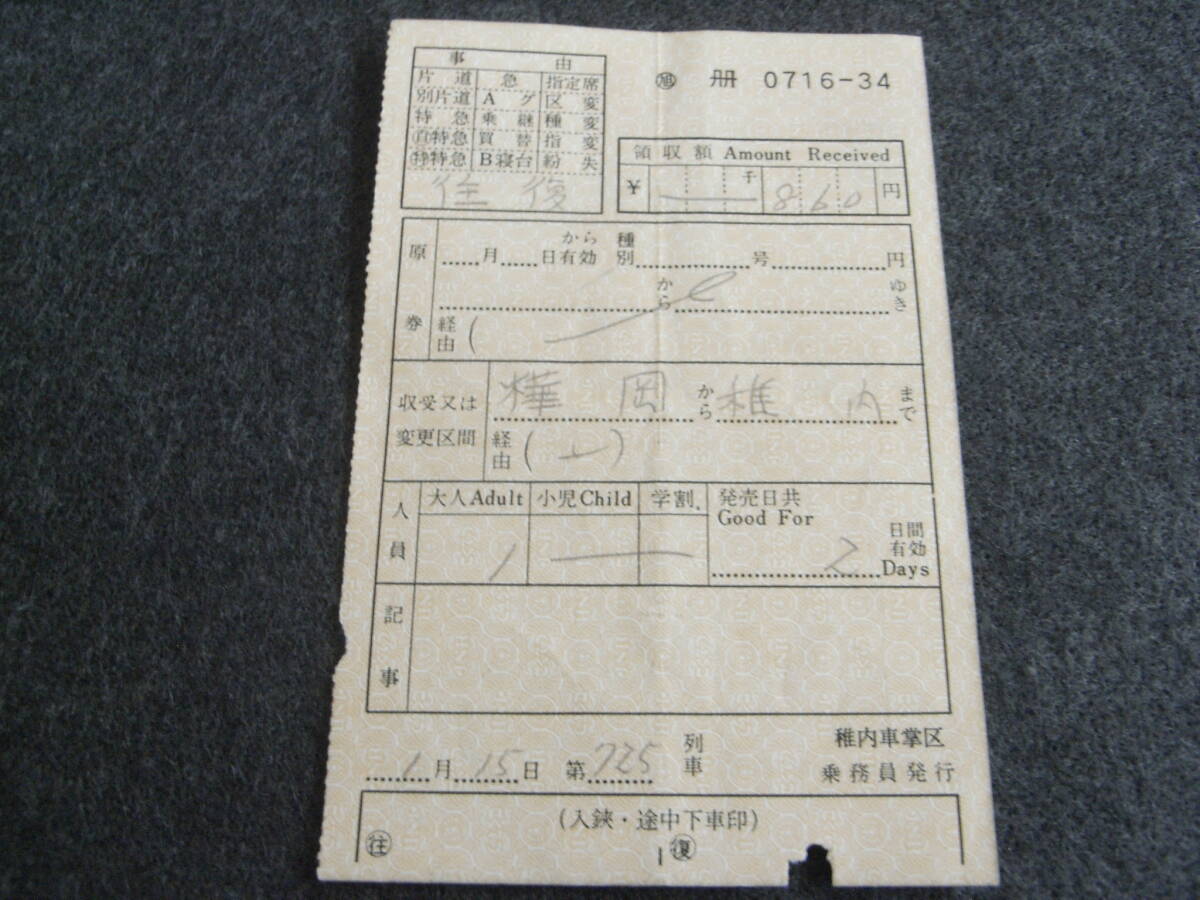 事由
㊟ 冊 0716-34
片道 急 指定席
別片道 Aグ 区変
特急 乗継 種変
自特急 買替 指変
特特急 B寝台 紛失
往復
領収額 Amount Received
¥ 千 860 円
原券
から 種
月 日有効 別 号 円
から ゆき
経由 (
収受又は
変更区間
樺岡から稚内まで
経由 ( )
人員
大人Adult 小児Child 学割 発売日共
Good For
1 2 日間
有効
Days
記事
1月15日 第725列車
稚内車掌区
乗務員発行
(入鋏・途中下車印)
往 復